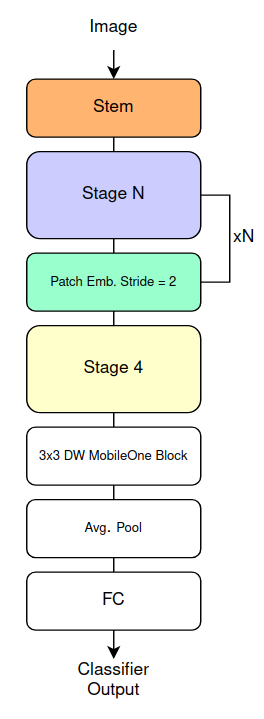 Image
Stem
Stage N
xN
Patch Emb. Stride = 2
Stage 4
3x3 DW MobileOne Block
Avg. Pool
FC
Classifier
Output